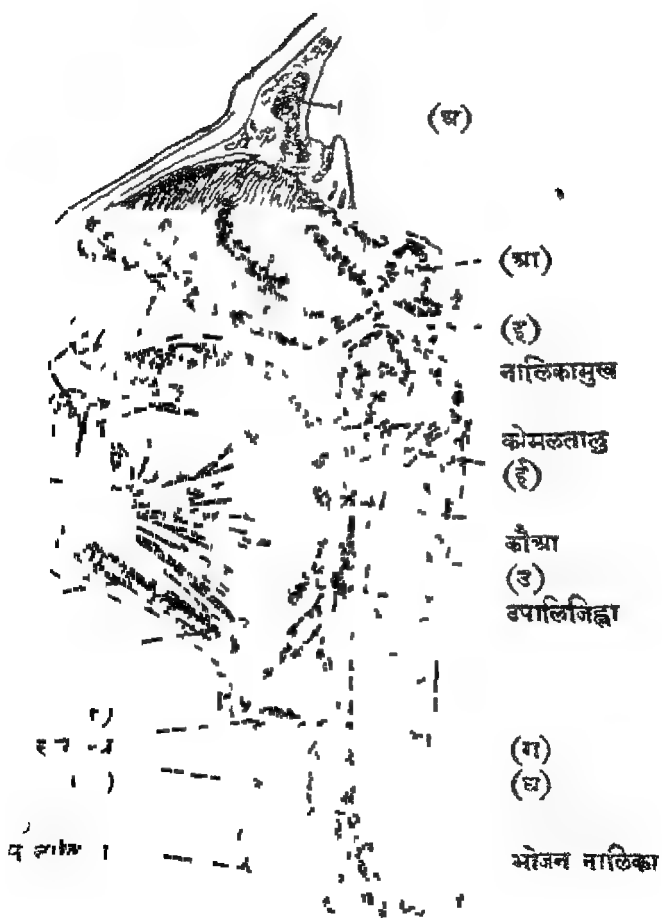 (अ)
(आ)
(इ)
नालिकामुख
कोमलतालु
(ई)
कौआ
(उ)
उपालिजिह्वा
(ग)
(घ)
भोजन नालिका